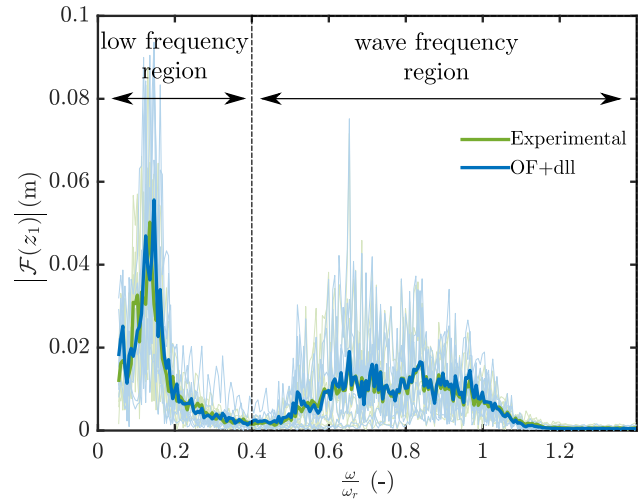 low frequency region
wave frequency region
Experimental
OF+dll
|F(z₁)| (m)
0.1
0.08
0.06
0.04
0.02
0
0 0.2 0.4 0.6 0.8 1 1.2
ω/ωᵣ (-)